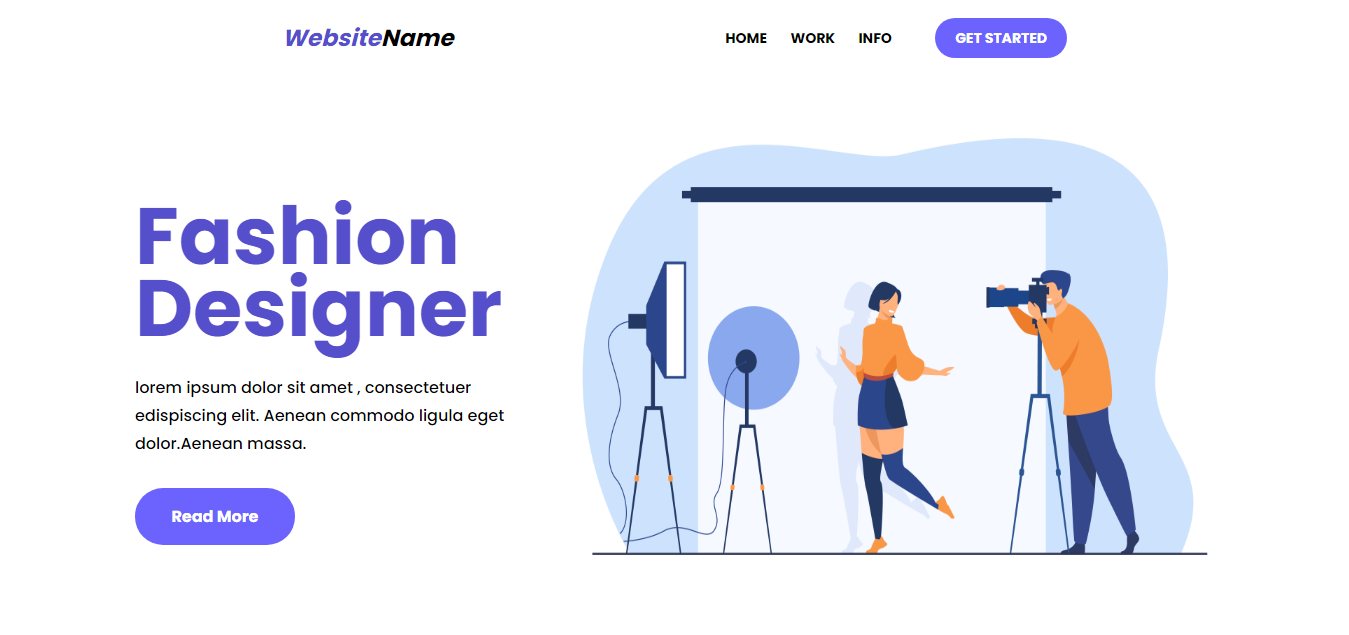 WebsiteName
HOME WORK INFO GET STARTED
Fashion
Designer
lorem ipsum dolor sit amet , consectetuer
edispiscing elit. Aenean commodo ligula eget
dolor.Aenean massa.
Read More